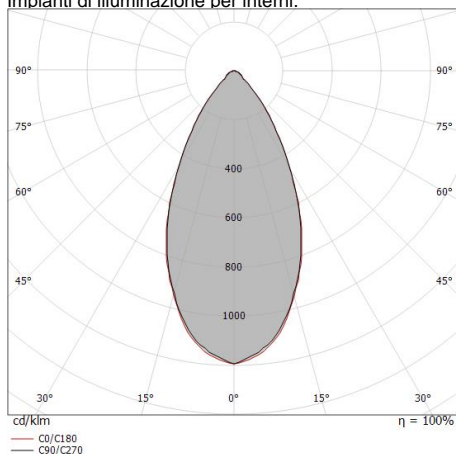 impianti di illuminazione per interni.
90° 90°
75° 75°
60° 60°
45° 45°
400
600
800
1000
30° 15° 0° 15° 30°
cd/klm η = 100%
C0/C180
C90/C270